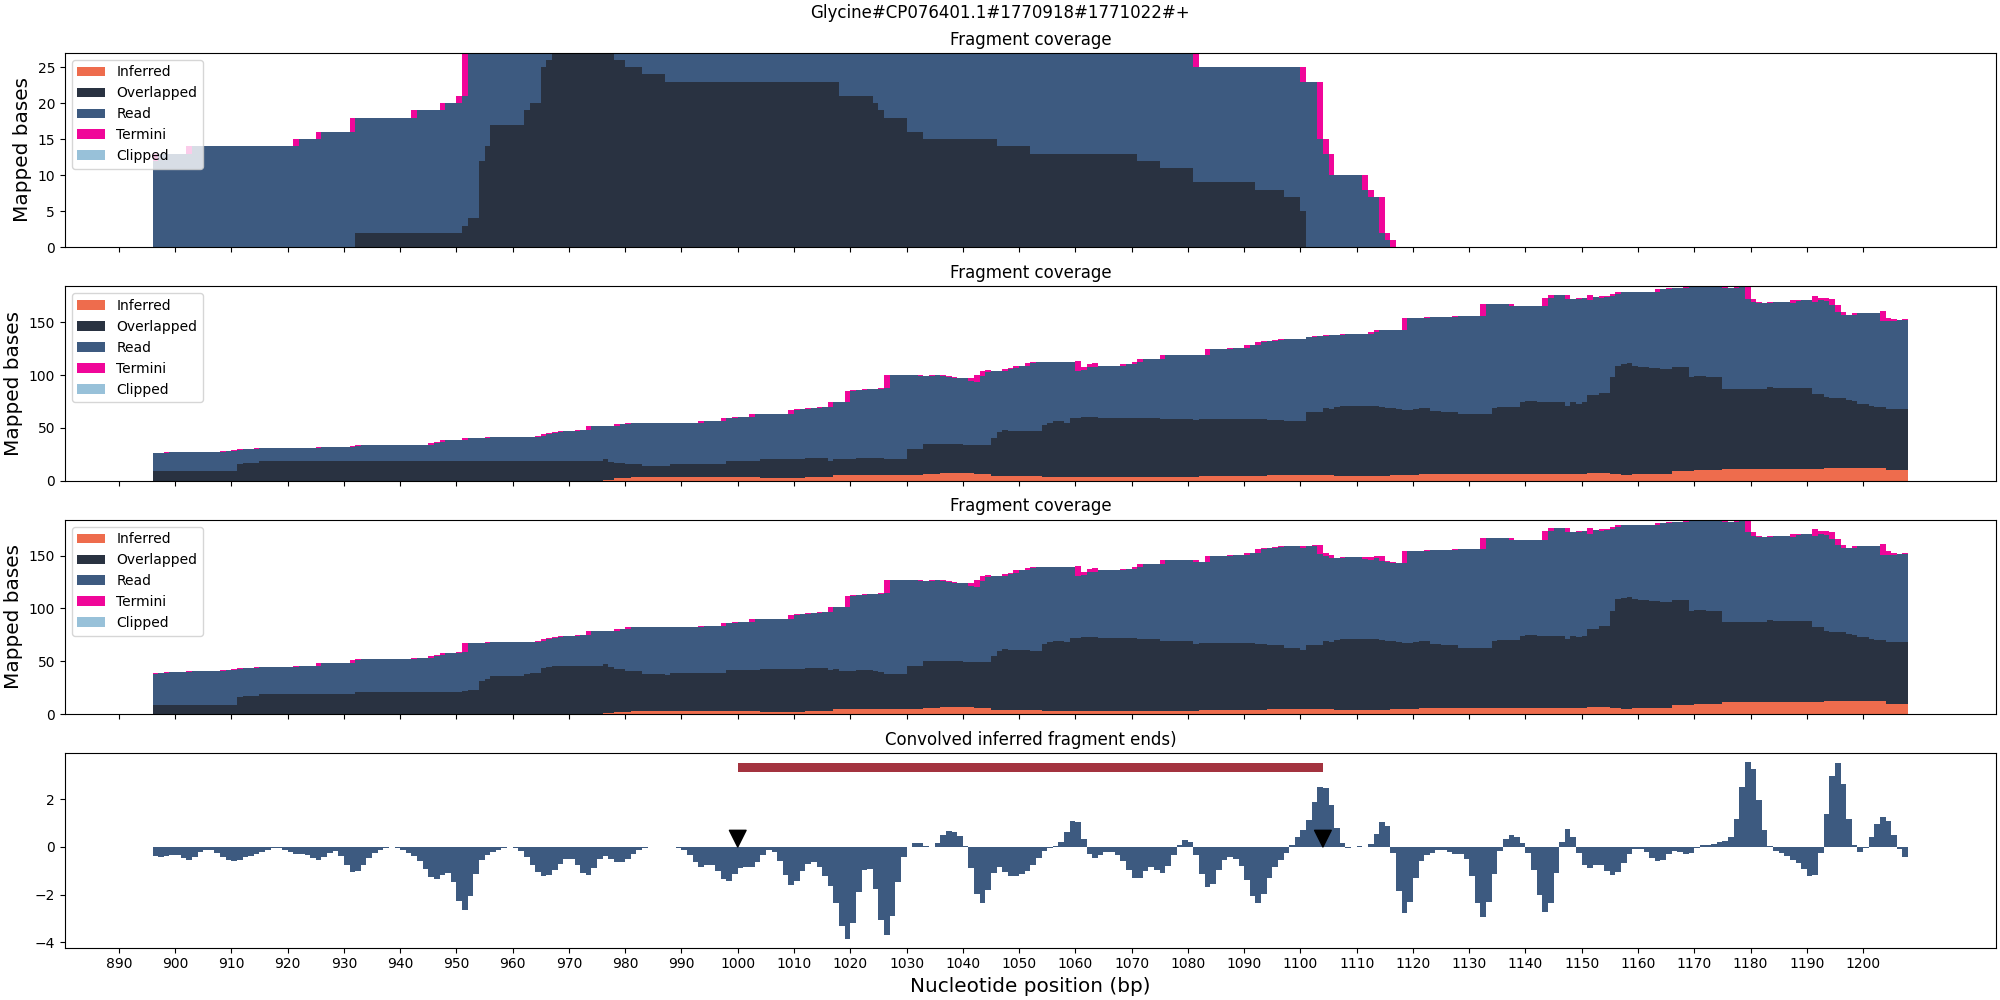 Glycine#CP076401.1#1770918#1771022#+
Fragment coverage
Mapped bases
25
20
15
10
5
0
Inferred
Overlapped
Read
Termini
Clipped
Fragment coverage
Mapped bases
150
100
50
0
Inferred
Overlapped
Read
Termini
Clipped
Fragment coverage
Mapped bases
150
100
50
0
Inferred
Overlapped
Read
Termini
Clipped
Convolved inferred fragment ends)
2
0
−2
−4
890 900 910 920 930 940 950 960 970 980 990 1000 1010 1020 1030 1040 1050 1060 1070 1080 1090 1100 1110 1120 1130 1140 1150 1160 1170 1180 1190 1200
Nucleotide position (bp)